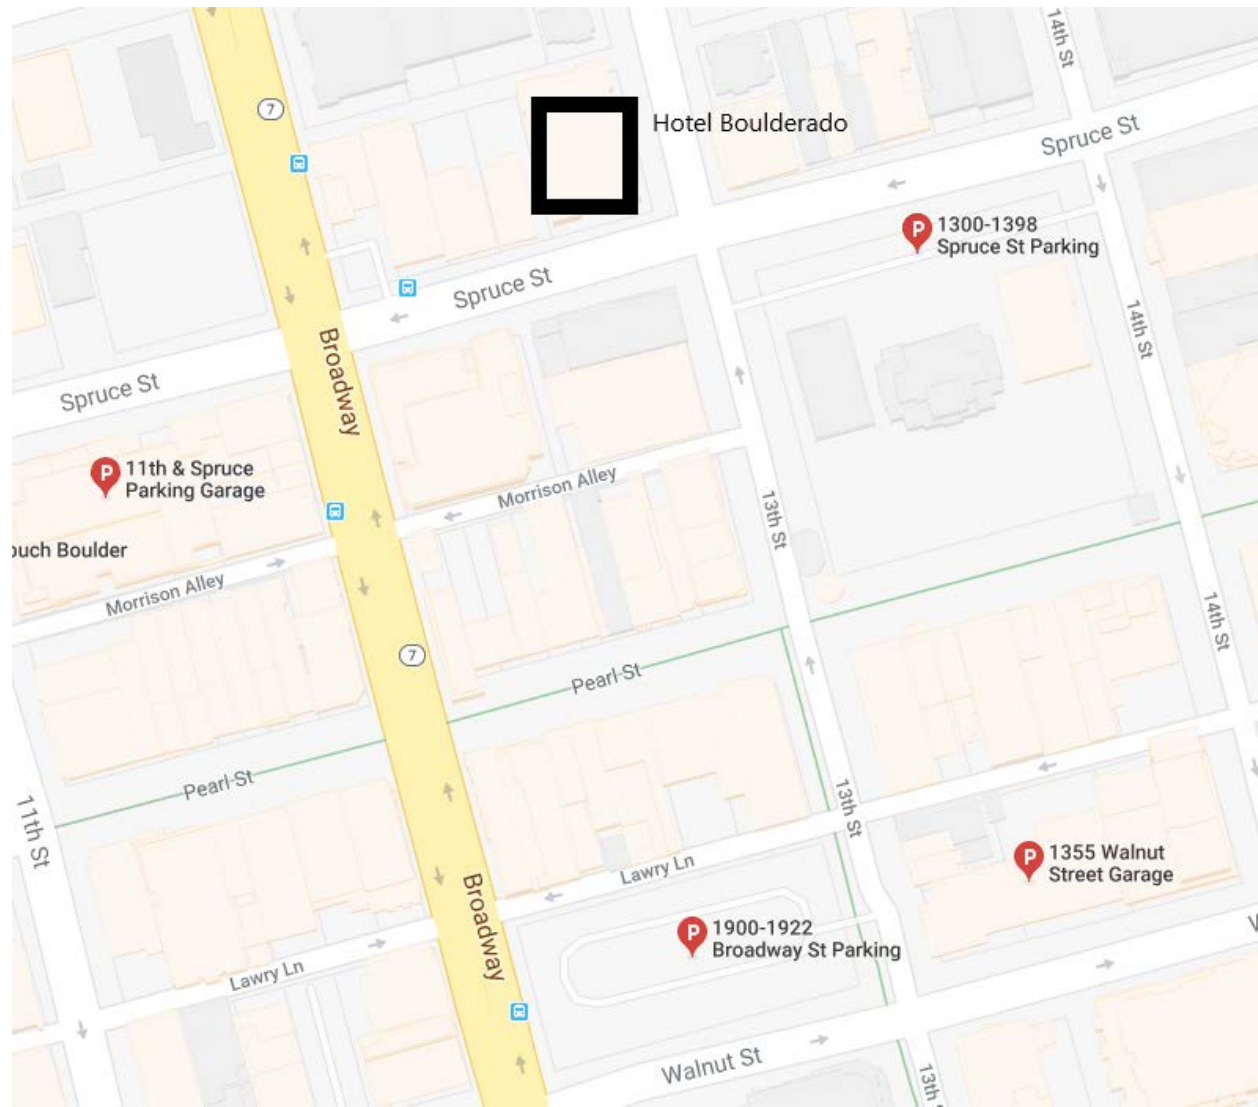 14th St
7
Hotel Boulderado
Spruce St
1300-1398
Spruce St Parking
Spruce St
14th St
Broadway
Spruce St
11th & Spruce
Parking Garage
Morrison Alley
13th St
ouch Boulder
Morrison Alley
14th St
7
Pearl St
Pearl St
11th St
13th St
1355 Walnut
Street Garage
Lawry Ln
Broadway
1900-1922
Broadway St Parking
Lawry Ln
Walnut St
13th